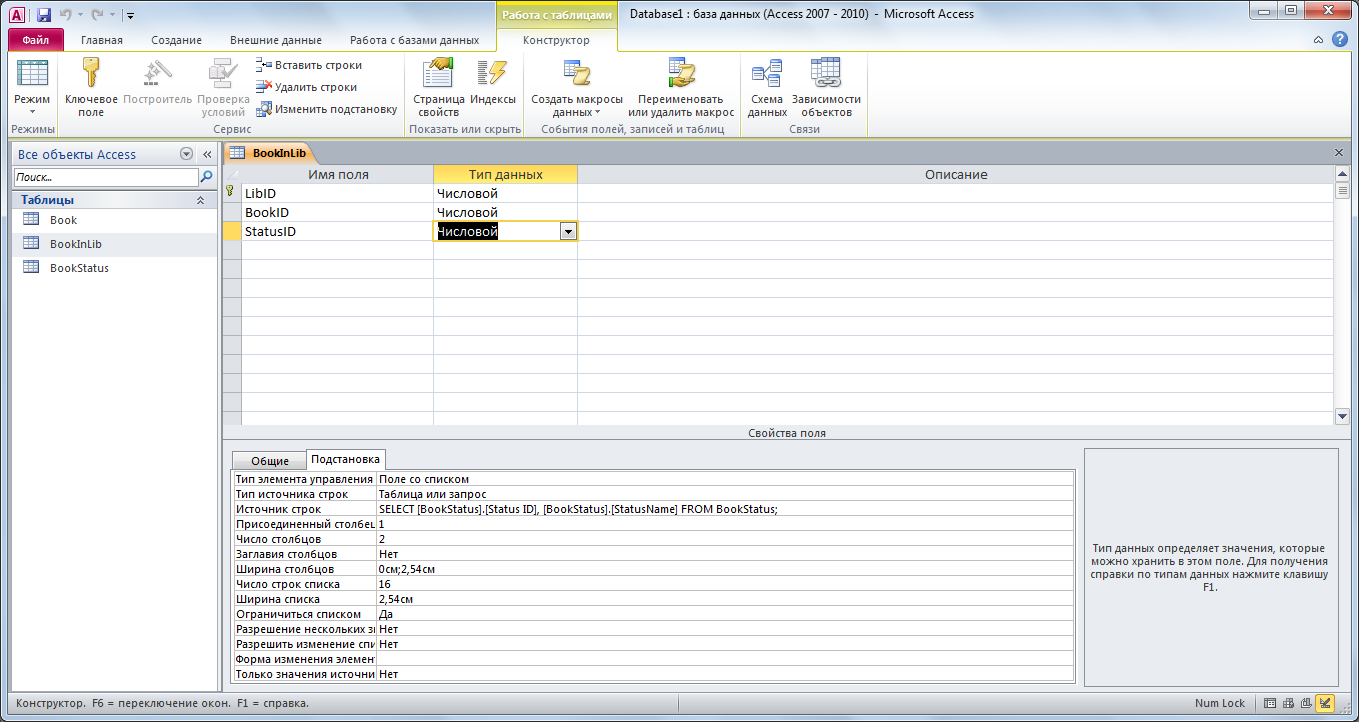 Работа с таблицами
Database1 : база данных (Access 2007 - 2010) - Microsoft Access
Файл Главная Создание Внешние данные Работа с базами данных Конструктор
Режим
Ключевое поле
Построитель
Проверка условий
Вставить строки
Удалить строки
Изменить подстановку
Страница свойств
Индексы
Создать макросы данных
Переименовать или удалить макрос
Схема данных
Зависимости объектов
Режимы Сервис Показать или скрыть События полей, записей и таблиц Связи
Все объекты Access
Поиск...
Таблицы
Book
BookInLib
BookStatus
BookInLib
Имя поля Тип данных Описание
LibID Числовой
BookID Числовой
StatusID Числовой
Свойства поля
Общие Подстановка
Тип элемента управления Поле со списком
Тип источника строк Таблица или запрос
Источник строк SELECT [BookStatus].[Status ID], [BookStatus].[StatusName] FROM BookStatus;
Присоединенный столбец 1
Число столбцов 2
Заглавия столбцов Нет
Ширина столбцов 0см;2,54см
Число строк списка 16
Ширина списка 2,54см
Ограничиться списком Да
Разрешение нескольких зн Нет
Разрешить изменение спи Нет
Форма изменения элемент
Только значения источни Нет
Тип данных определяет значения, которые
можно хранить в этом поле. Для получения
справки по типам данных нажмите клавишу
F1.
Конструктор. F6 = переключение окон. F1 = справка. Num Lock